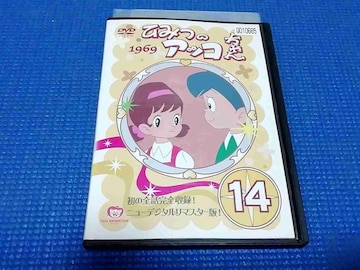 DVD
ひみつの
アッコちゃん
1969
0010685
初の全話完全収録！
ニューデジタルリマスター版！
14